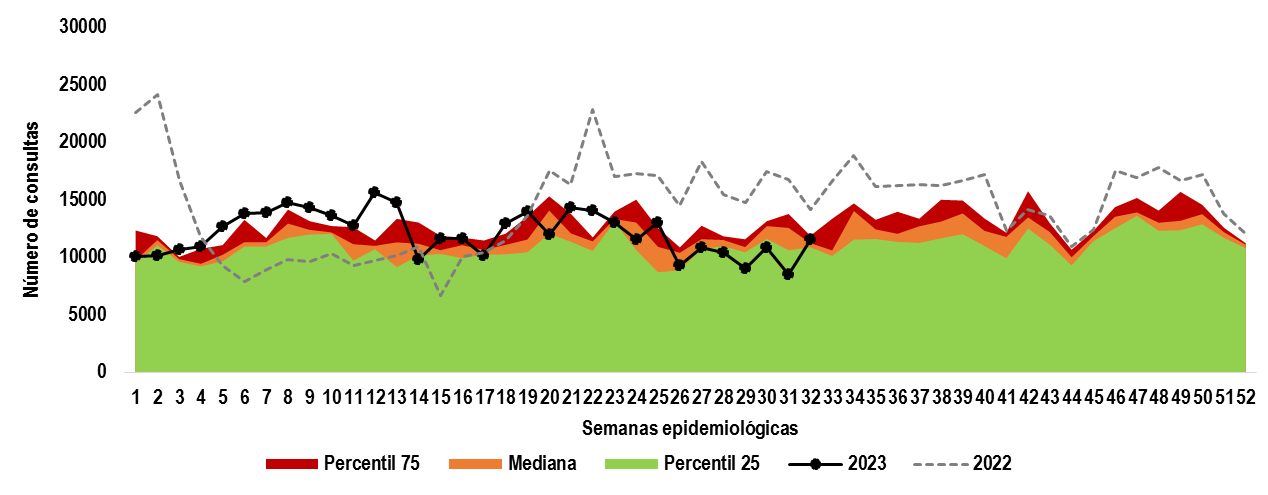 30000
25000
20000
15000
10000
5000
0
Número de consultas
1 2 3 4 5 6 7 8 9 10 11 12 13 14 15 16 17 18 19 20 21 22 23 24 25 26 27 28 29 30 31 32 33 34 35 36 37 38 39 40 41 42 43 44 45 46 47 48 49 50 51 52
Semanas epidemiológicas
Percentil 75 Mediana Percentil 25 2023 2022